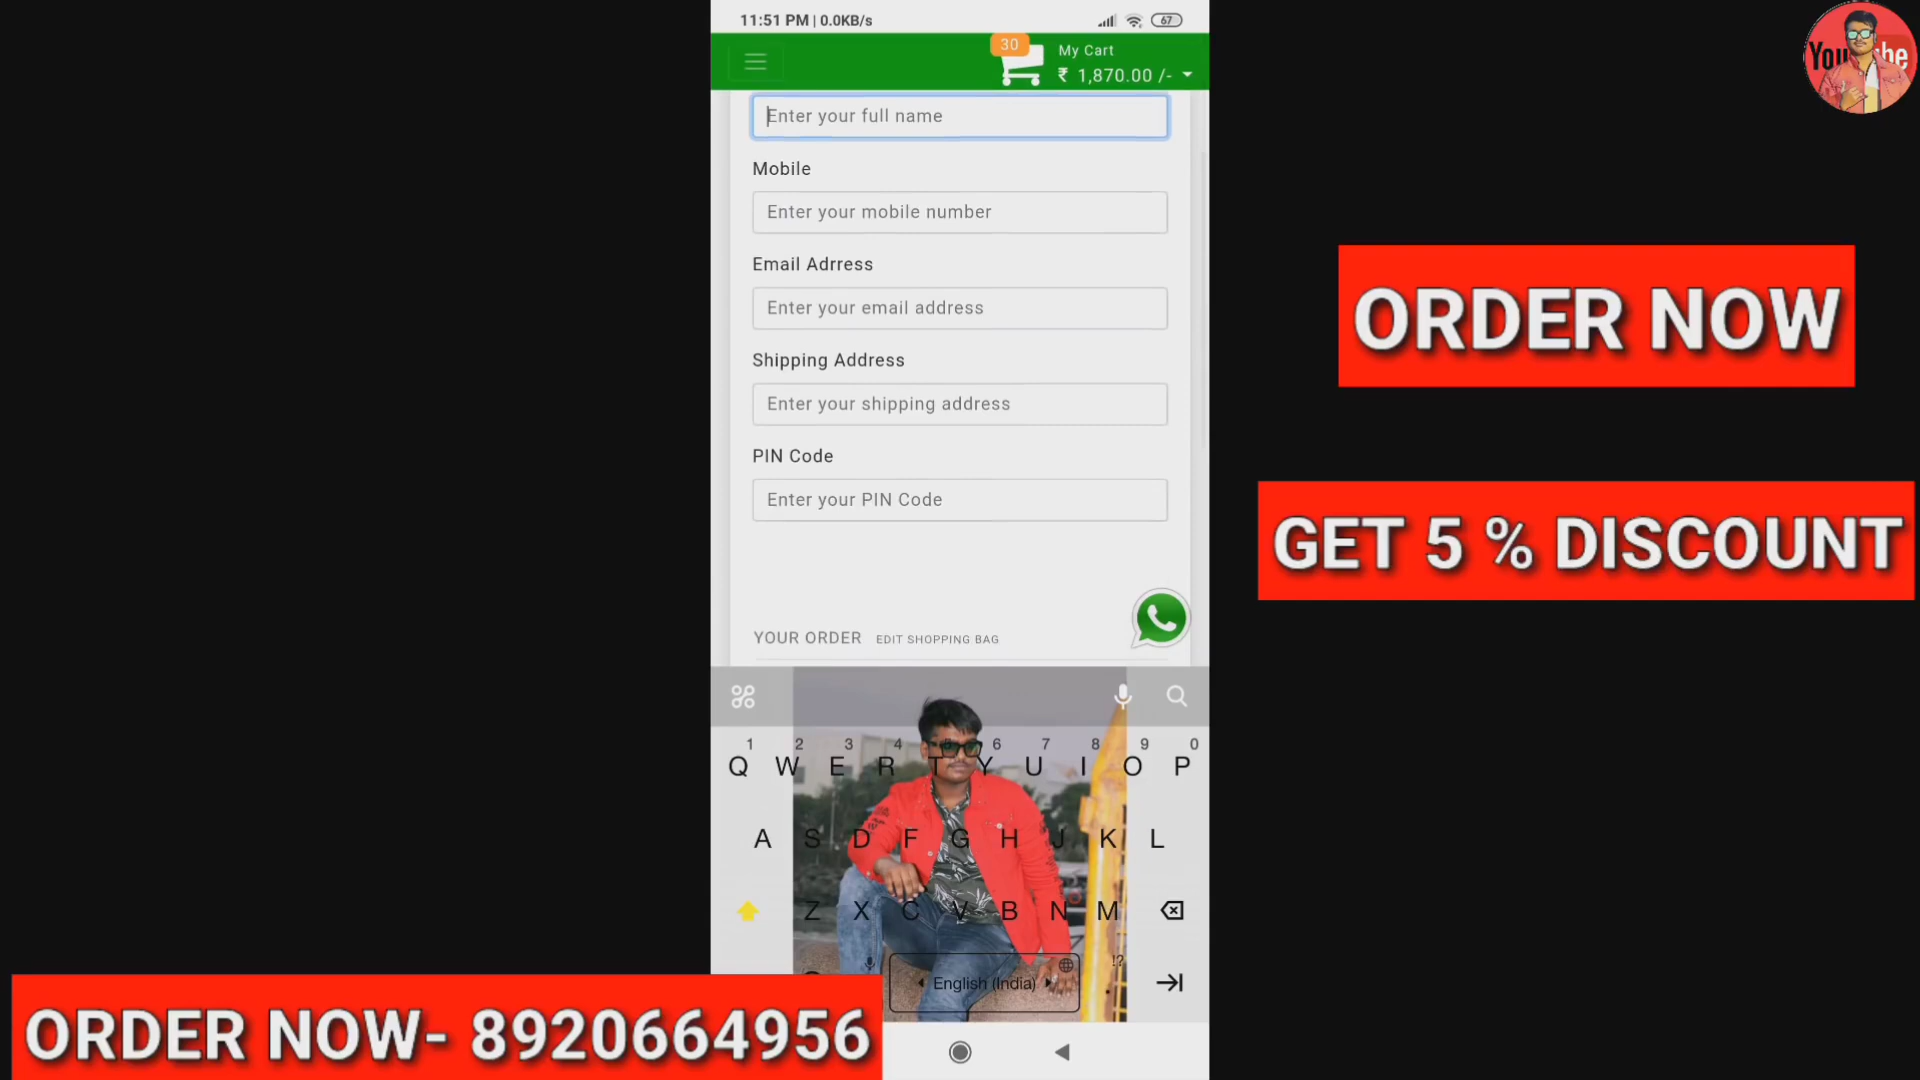 11:51 PM | 0.0KB/s
67
30
My Cart
₹ 1,870.00 /-
Enter your full name
Mobile
Enter your mobile number
Email Adrress
Enter your email address
Shipping Address
Enter your shipping address
PIN Code
Enter your PIN Code
YOUR ORDER EDIT SHOPPING BAG
ORDER NOW
GET 5 % DISCOUNT
1 2 3 4 5 6 7 8 9 0
Q W E R T Y U I O P
A S D F G H J K L
Z X C V B N M
!?
English (India)
ORDER NOW- 8920664956